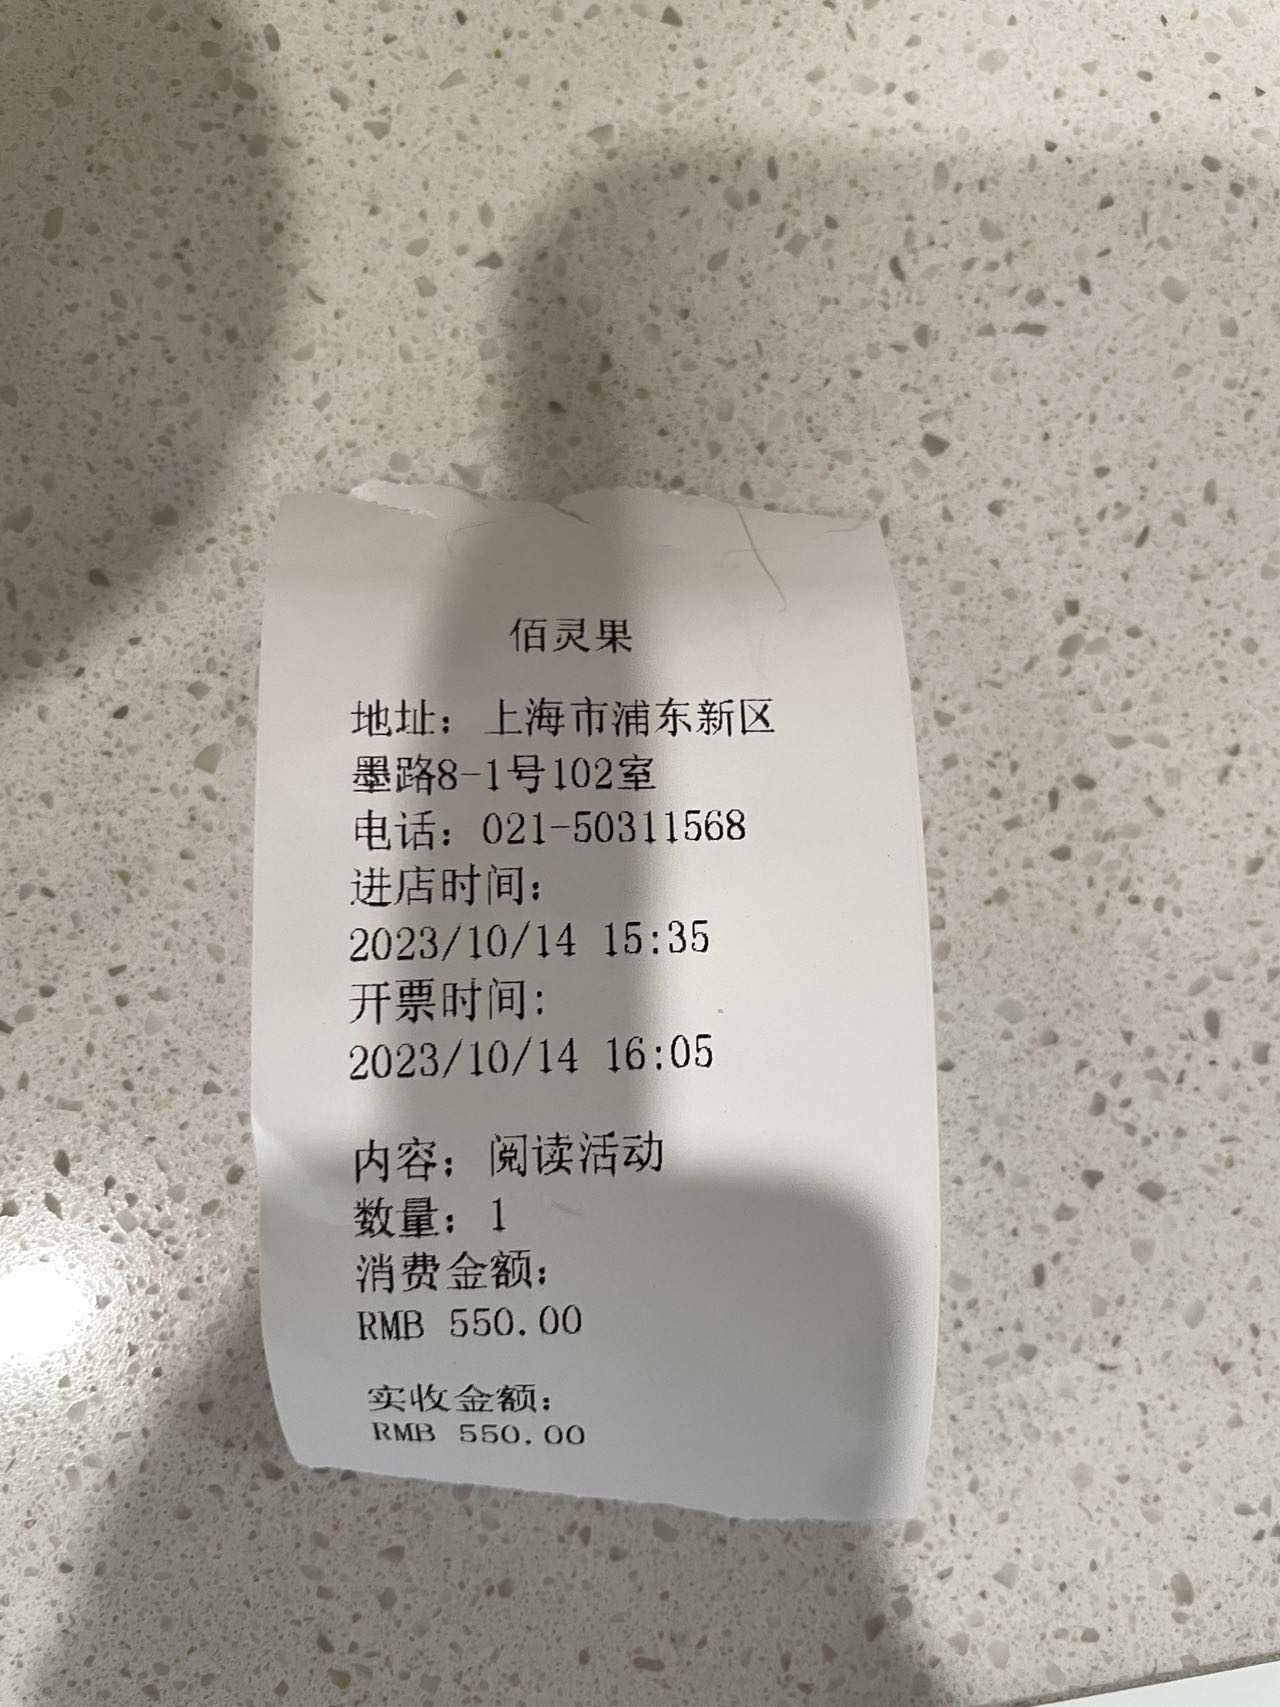 佰灵果
地址：上海市浦东新区
墨路8-1号102室
电话：021-50311568
进店时间：
2023/10/14 15:35
开票时间：
2023/10/14 16:05
内容：阅读活动
数量：1
消费金额：
RMB 550.00
实收金额：
RMB 550.00